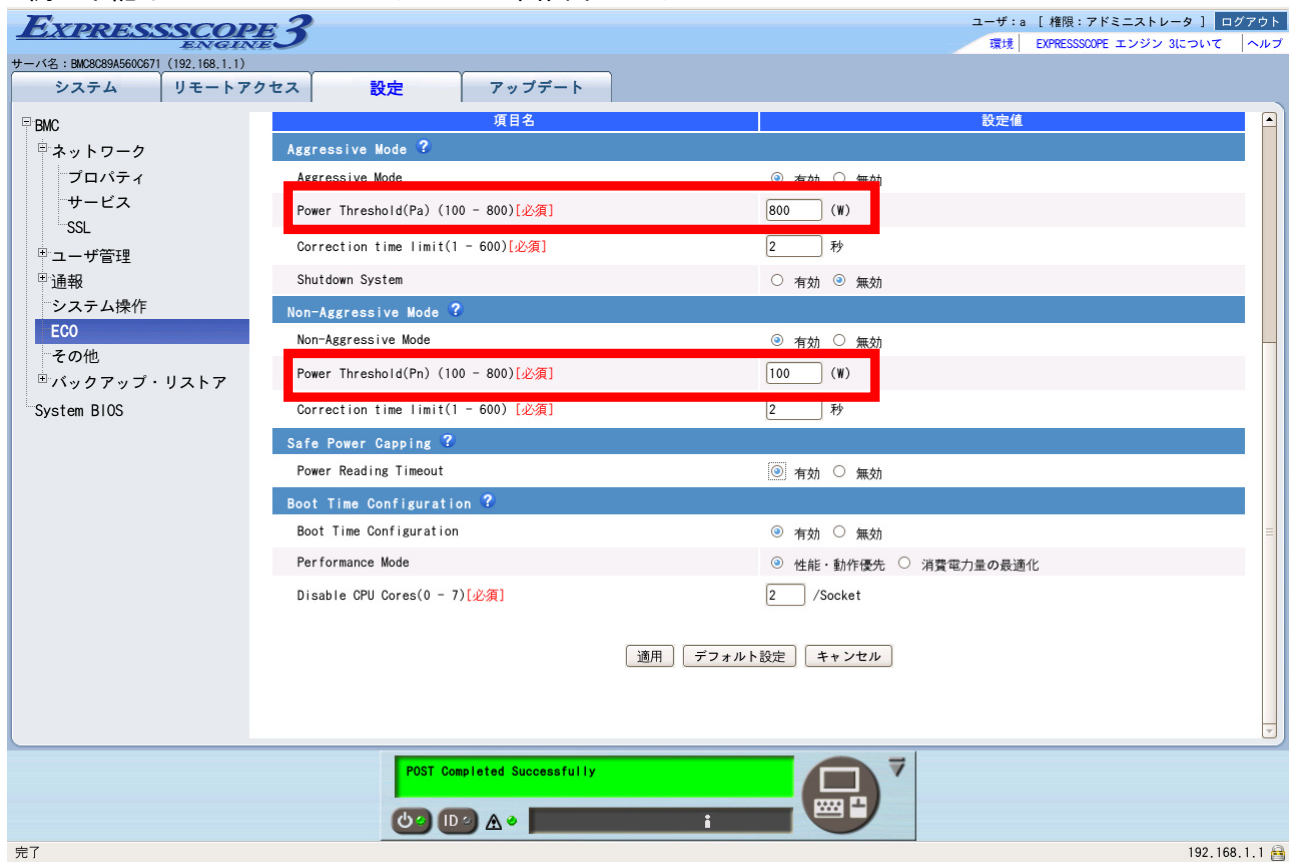 EXPRESSSCOPE
ENGINE 3
ユーザ：a [ 権限：アドミニストレータ ] ログアウト
環境 EXPRESSSCOPE エンジン 3について ヘルプ
サーバ名：BMC8C89A560C671 (192.168.1.1)
システム リモートアクセス 設定 アップデート
BMC
ネットワーク
プロパティ
サービス
SSL
ユーザ管理
通報
システム操作
ECO
その他
バックアップ・リストア
System BIOS
項目名 設定値
Aggressive Mode ?
Aggressive Mode 有効 無効
Power Threshold(Pa) (100 - 800)[必須] 800 (W)
Correction time limit(1 - 600)[必須] 2 秒
Shutdown System 有効 無効
Non-Aggressive Mode ?
Non-Aggressive Mode 有効 無効
Power Threshold(Pn) (100 - 800)[必須] 100 (W)
Correction time limit(1 - 600) [必須] 2 秒
Safe Power Capping ?
Power Reading Timeout 有効 無効
Boot Time Configuration ?
Boot Time Configuration 有効 無効
Performance Mode 性能・動作優先 消費電力量の最適化
Disable CPU Cores(0 - 7)[必須] 2 /Socket
適用 デフォルト設定 キャンセル
POST Completed Successfully
ID
完了 192.168.1.1